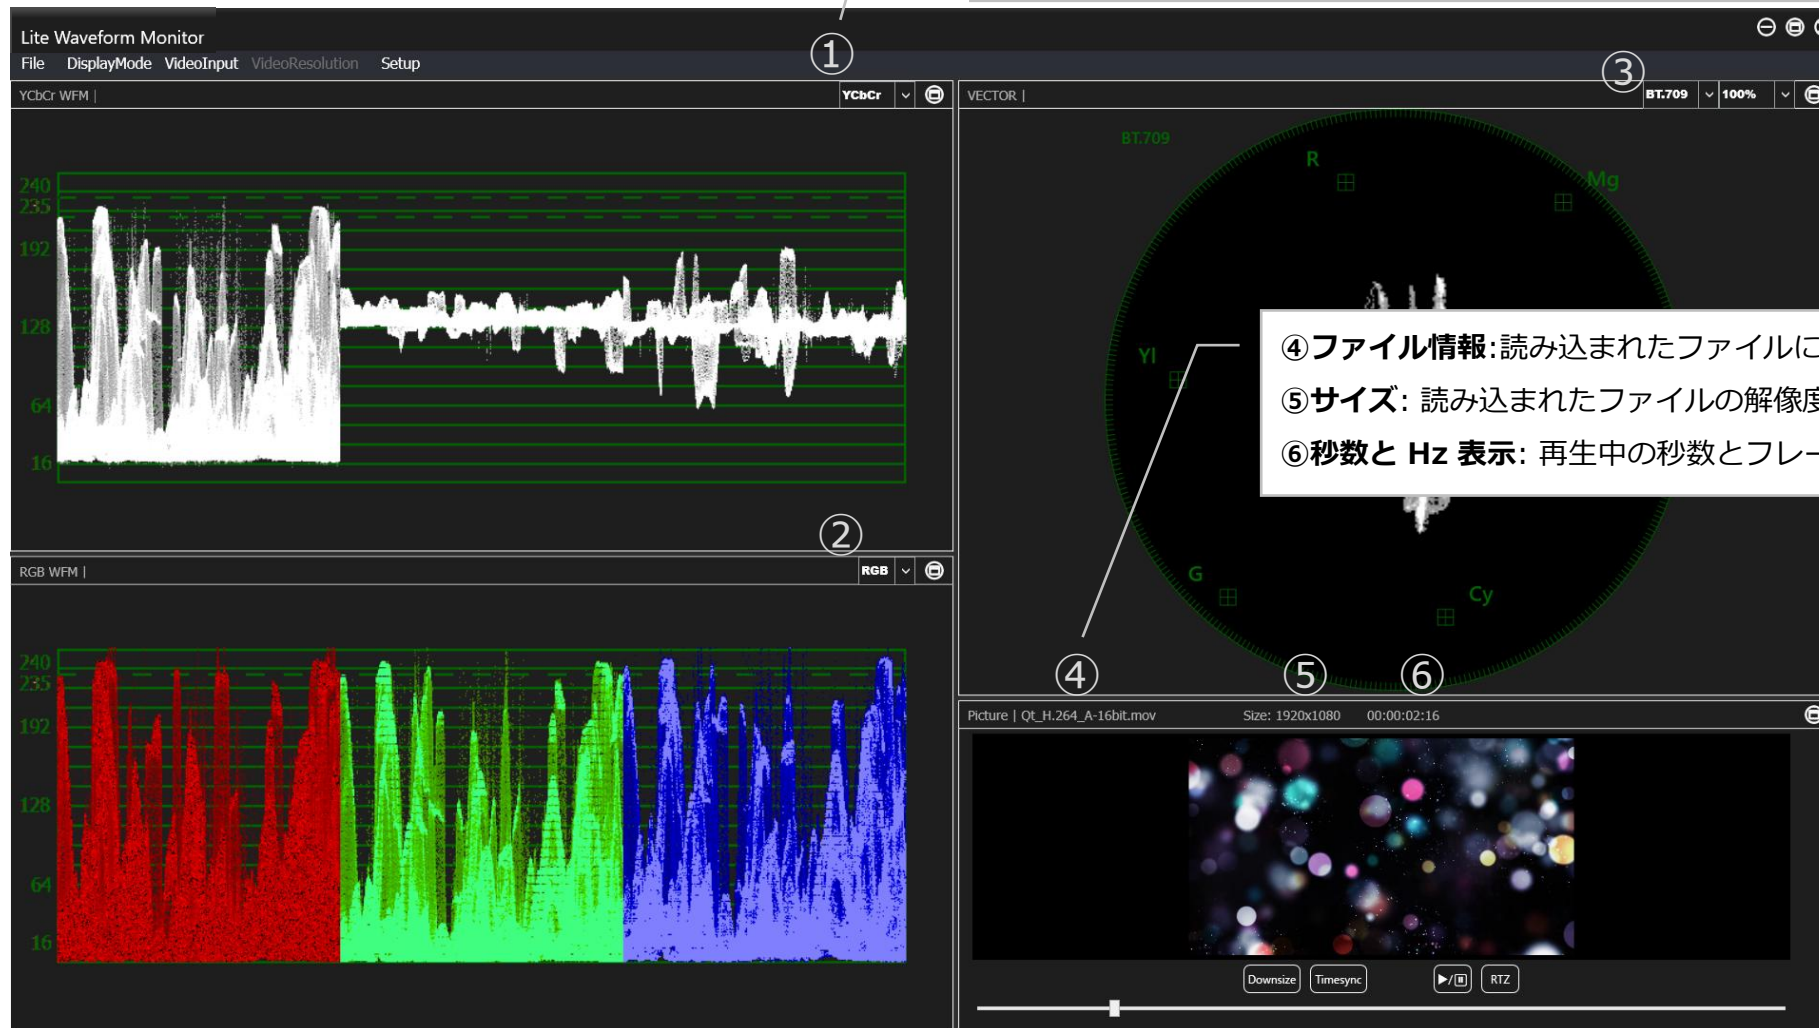 Lite Waveform Monitor
①
File DisplayMode VideoInput VideoResolution Setup
③
YCbCr WFM |
YCbCr
VECTOR |
BT.709
100%
BT.709
R
Mg
Yl
G
Cy
240
235
192
128
64
16
④ファイル情報:読み込まれたファイルに
⑤サイズ: 読み込まれたファイルの解像度
⑥秒数と Hz 表示: 再生中の秒数とフレー
②
RGB WFM |
RGB
240
235
192
128
64
16
④
⑤
⑥
Picture | Qt_H.264_A-16bit.mov Size: 1920x1080 00:00:02:16
Downsize Timesync RTZ